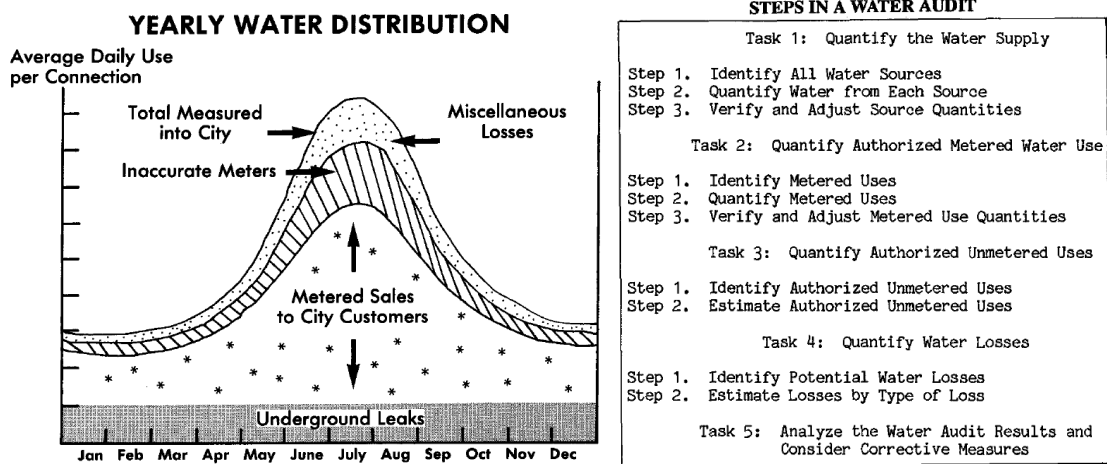 YEARLY WATER DISTRIBUTION
Average Daily Use
per Connection
Total Measured
into City
Miscellaneous
Losses
Inaccurate Meters
Metered Sales
to City Customers
Underground Leaks
Jan Feb Mar Apr May June July Aug Sep Oct Nov Dec
STEPS IN A WATER AUDIT
Task 1: Quantify the Water Supply
Step 1. Identify All Water Sources
Step 2. Quantify Water from Each Source
Step 3. Verify and Adjust Source Quantities
Task 2: Quantify Authorized Metered Water Use
Step 1. Identify Metered Uses
Step 2. Quantify Metered Uses
Step 3. Verify and Adjust Metered Use Quantities
Task 3: Quantify Authorized Unmetered Uses
Step 1. Identify Authorized Unmetered Uses
Step 2. Estimate Authorized Unmetered Uses
Task 4: Quantify Water Losses
Step 1. Identify Potential Water Losses
Step 2. Estimate Losses by Type of Loss
Task 5: Analyze the Water Audit Results and
Consider Corrective Measures